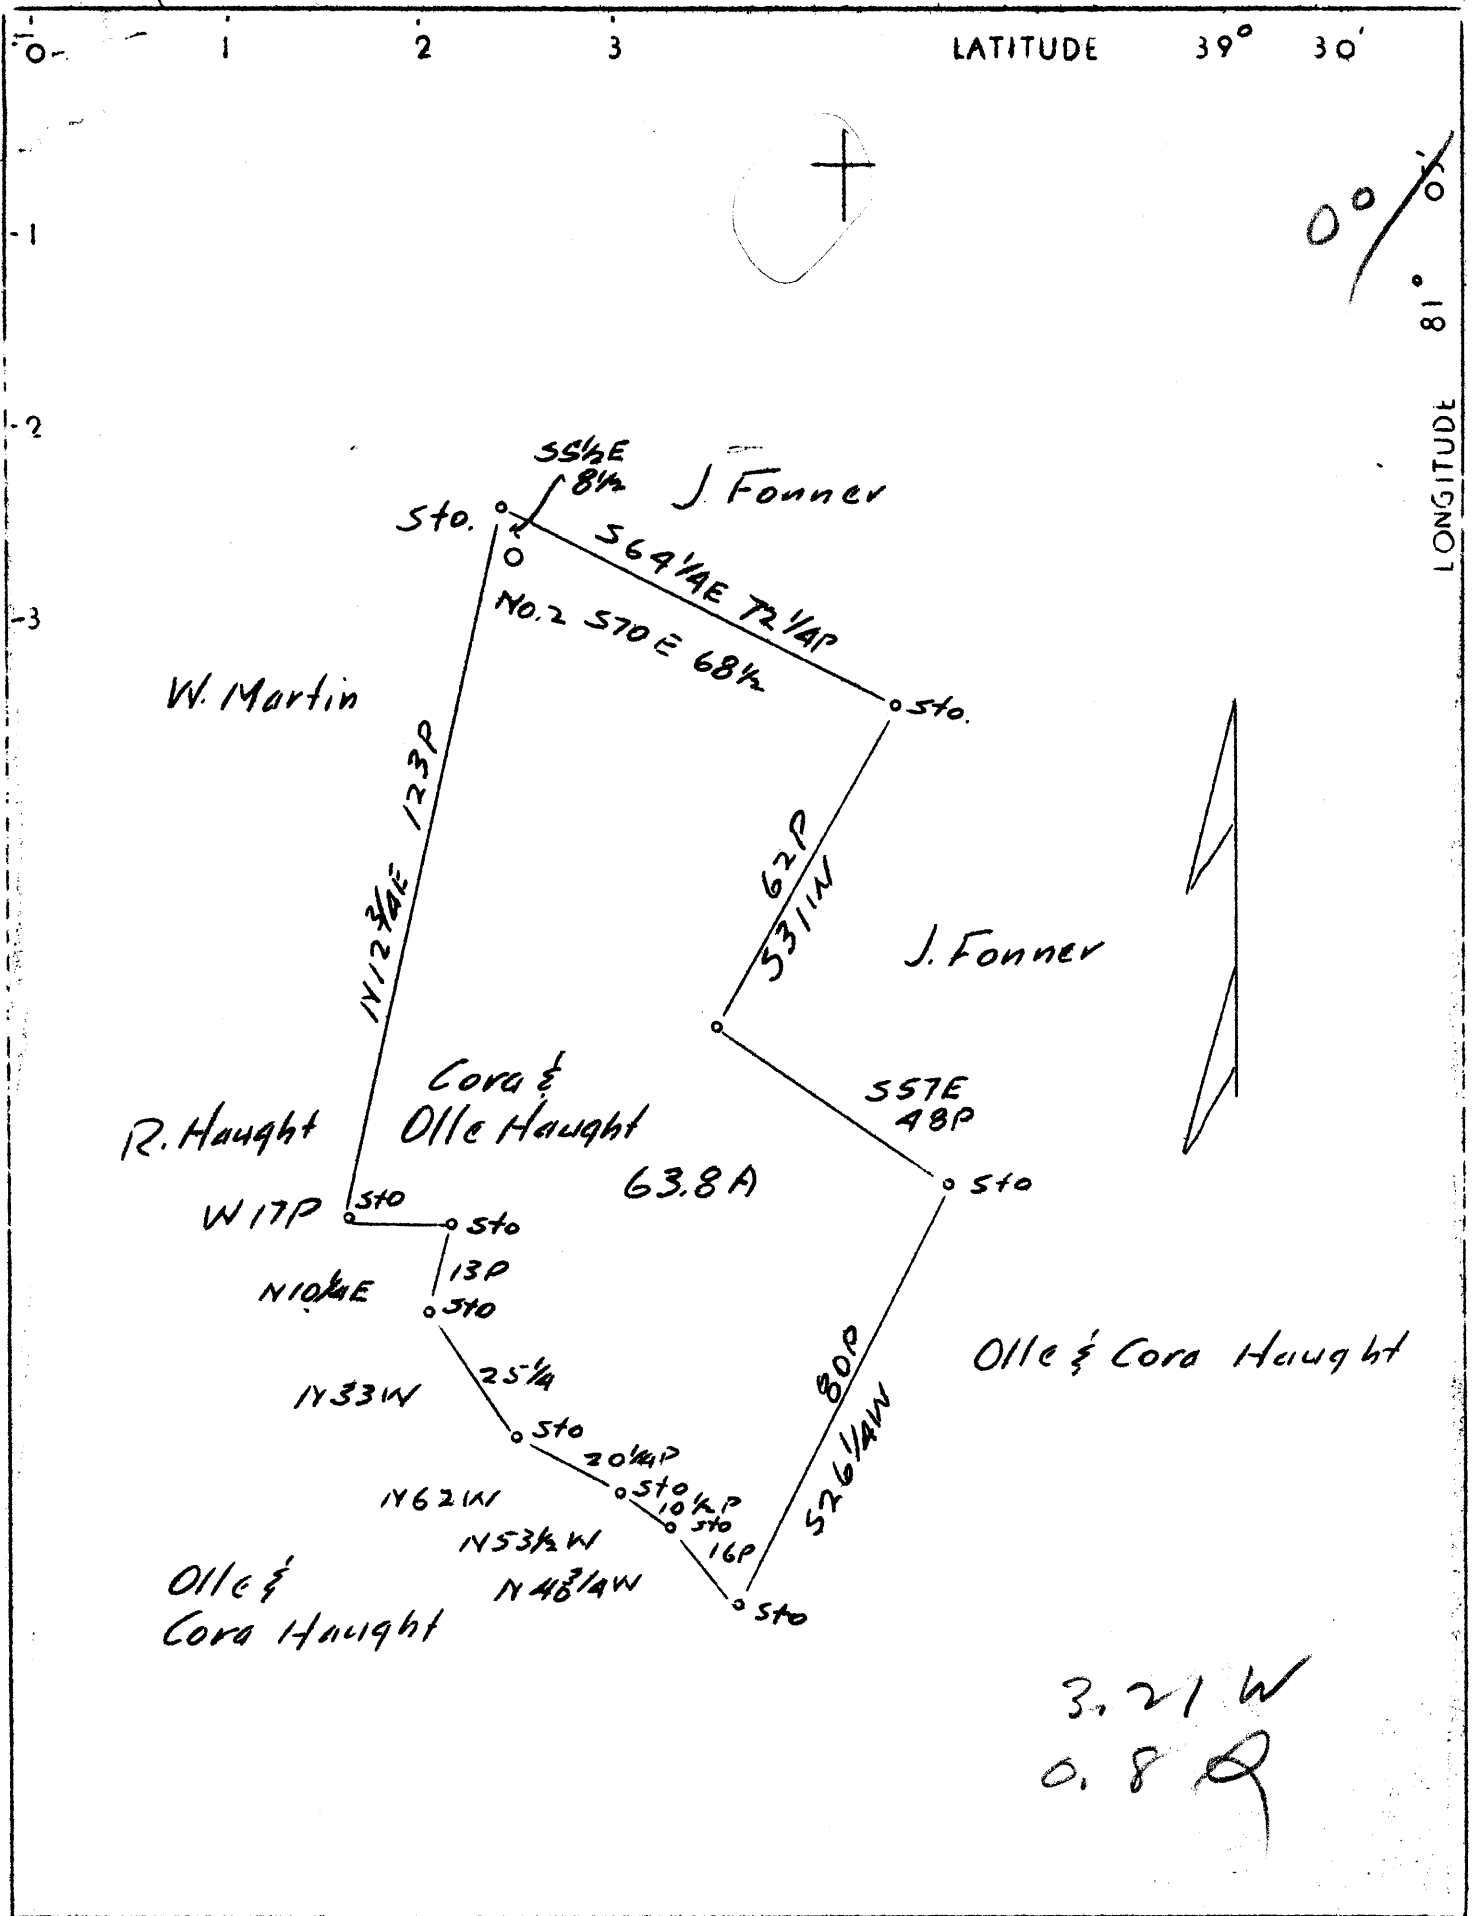 0 1 2 3 LATITUDE 39° 30'
05'
0°
1
81°
2
LONGITUDE
S5½E
8½
J. Fonner
Sto.
S64¼E 72¼P
3
No.2 S70E 68½
W. Martin
Sto.
N12¾E 123P
62P
S31W
J. Fonner
Cora &
Olle Haught
R. Haught
S57E
48P
63.8A
Sto
W17P
Sto
Sto
13P
N10¼E
Sto
Olle & Cora Haught
25¼
N33W
80P
S26¼W
Sto
20¼P
N62W
Sto
10½P
Sto
N53½W
16P
Olle &
Cora Haught
Sto
3.21 W
0.8